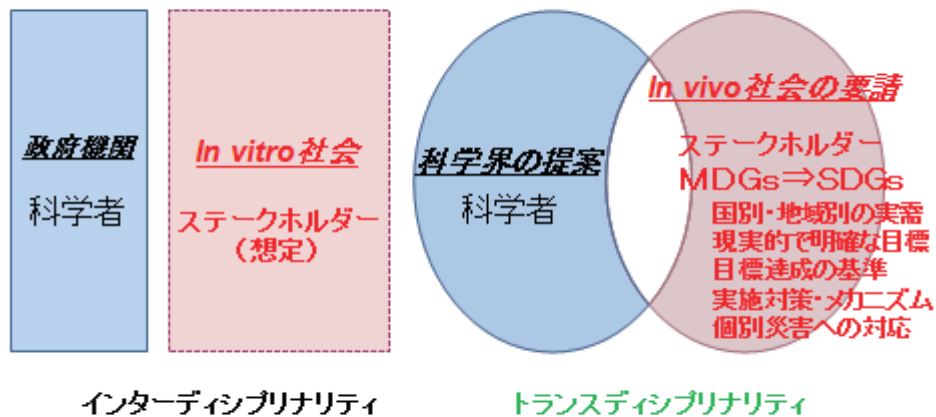 政府機関
科学者
In vitro社会
ステークホルダー
（想定）
科学界の提案
科学者
In vivo社会の要請
ステークホルダー
MDGs⇒SDGs
国別・地域別の実需
現実的で明確な目標
目標達成の基準
実施対策・メカニズム
個別災害への対応
インターディシプリナリティ
トランスディシプリナリティ